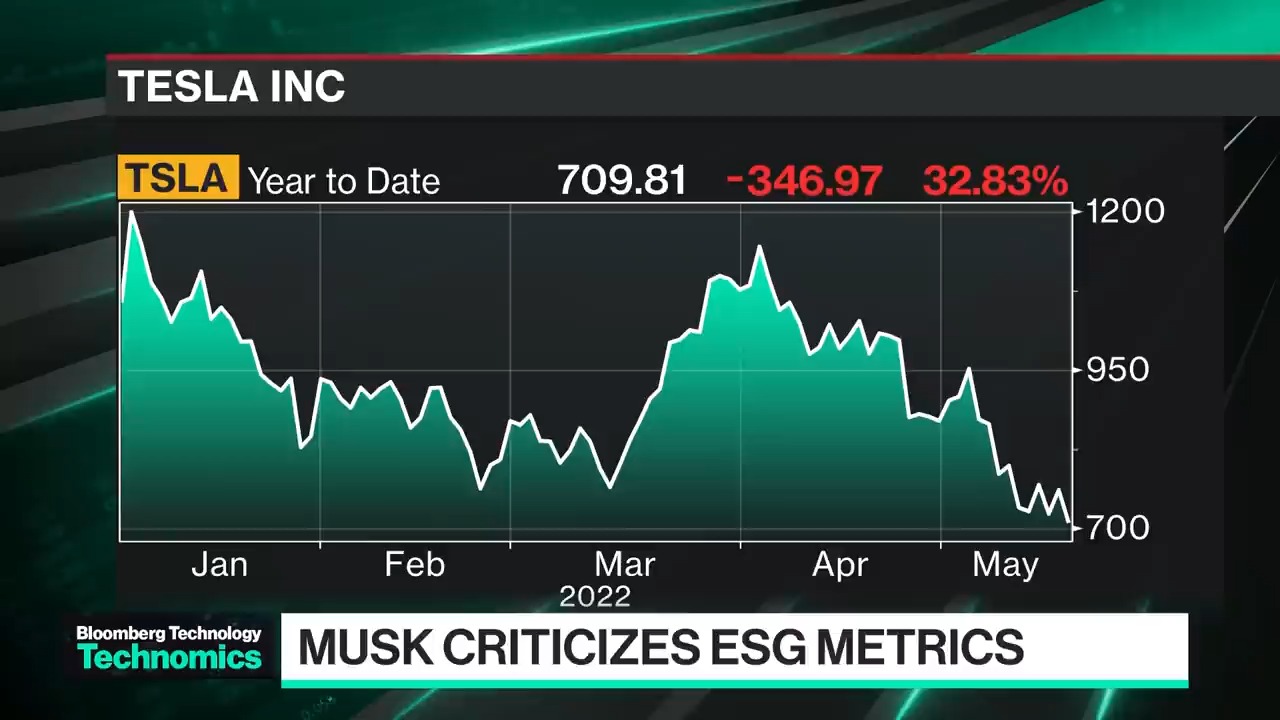 TESLA INC
TSLA Year to Date 709.81 -346.97 32.83%
1200
950
700
Jan Feb Mar Apr May
2022
Bloomberg Technology
Technomics
MUSK CRITICIZES ESG METRICS